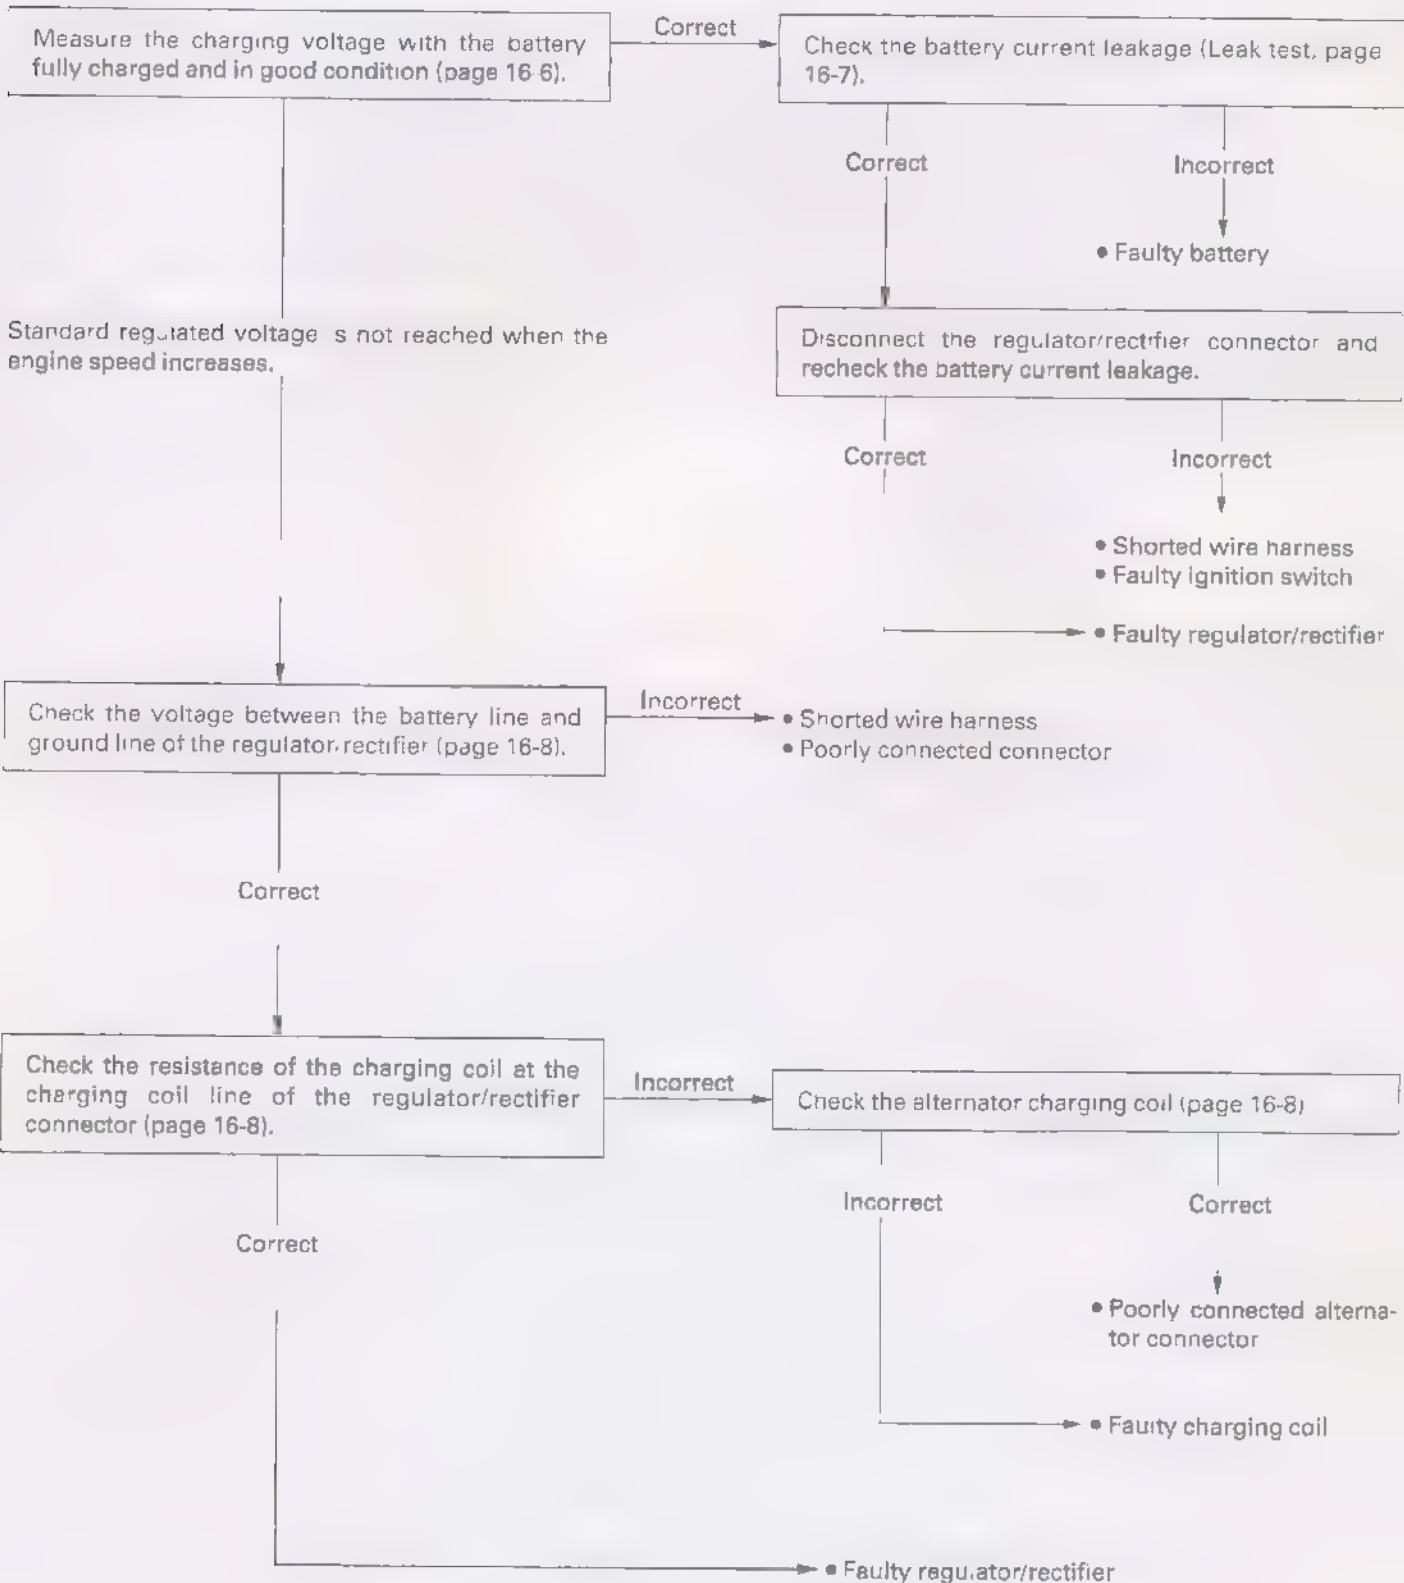 Measure the charging voltage with the battery
fully charged and in good condition (page 16-6).
Correct
Check the battery current leakage (Leak test, page
16-7).
Correct
Incorrect
• Faulty battery
Standard regulated voltage is not reached when the
engine speed increases.
Disconnect the regulator/rectifier connector and
recheck the battery current leakage.
Correct
Incorrect
• Shorted wire harness
• Faulty ignition switch
• Faulty regulator/rectifier
Check the voltage between the battery line and
ground line of the regulator/rectifier (page 16-8).
Incorrect
• Shorted wire harness
• Poorly connected connector
Correct
Check the resistance of the charging coil at the
charging coil line of the regulator/rectifier
connector (page 16-8).
Incorrect
Check the alternator charging coil (page 16-8)
Incorrect
Correct
Correct
• Poorly connected alterna-
tor connector
• Faulty charging coil
• Faulty regulator/rectifier